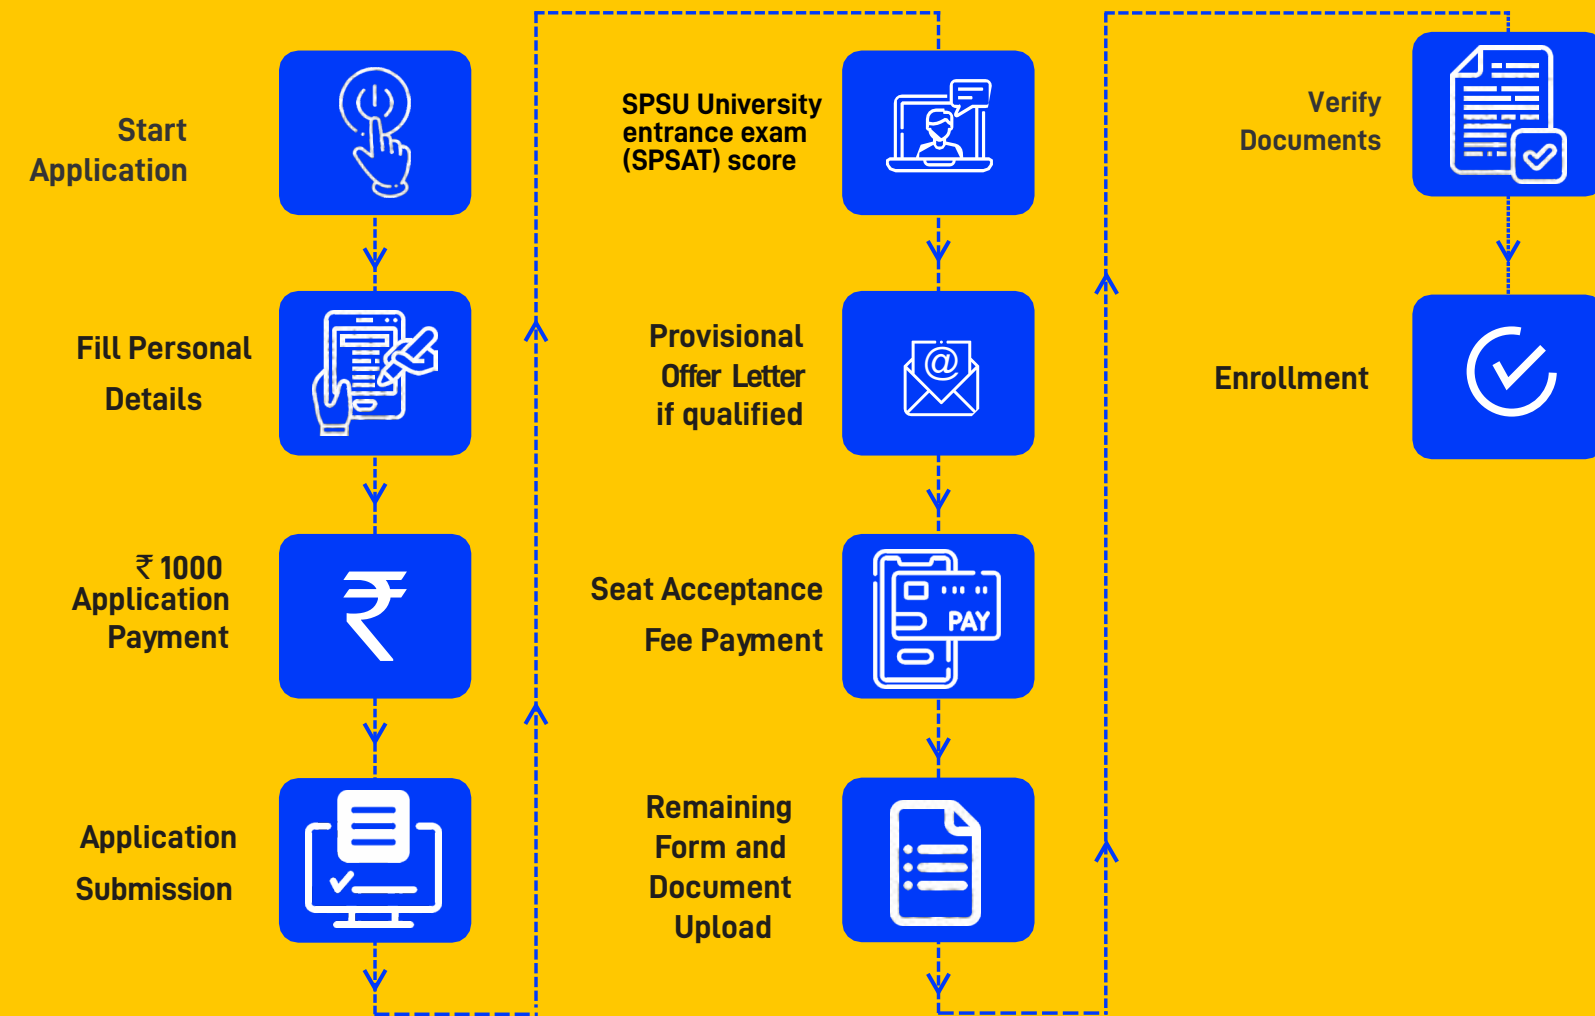 Start
Application
Fill Personal
Details
₹ 1000
Application
Payment
₹
Application
Submission
SPSU University
entrance exam
(SPSAT) score
Provisional
Offer Letter
if qualified
@
Seat Acceptance
Fee Payment
PAY
Remaining
Form and
Document
Upload
Verify
Documents
Enrollment